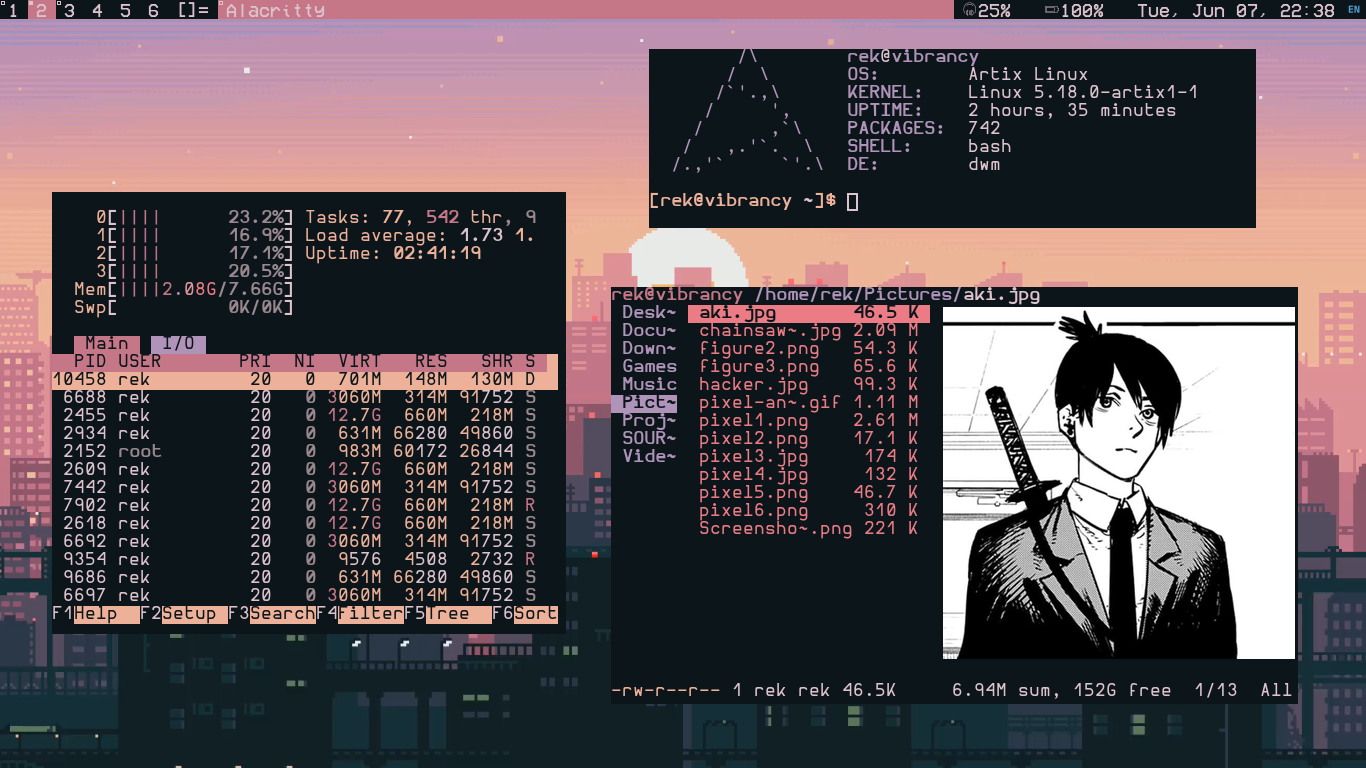 1 2 3 4 5 6 []= Alacritty 25% 100% Tue, Jun 07, 22:38 EN
rek@vibrancy
OS: Artix Linux
KERNEL: Linux 5.18.0-artix1-1
UPTIME: 2 hours, 35 minutes
PACKAGES: 742
SHELL: bash
DE: dwm
[rek@vibrancy ~]$
0[|||| 23.2%] Tasks: 77, 542 thr, 9
1[|||| 16.9%] Load average: 1.73 1.
2[|||| 17.1%] Uptime: 02:41:19
3[|||| 20.5%]
Mem[||||2.08G/7.66G]
Swp[ 0K/0K]
Main I/O
PID USER PRI NI VIRT RES SHR S
10458 rek 20 0 701M 148M 130M D
6688 rek 20 0 3060M 314M 91752 S
2455 rek 20 0 12.7G 660M 218M S
2934 rek 20 0 631M 66280 49860 S
2152 root 20 0 983M 60172 26844 S
2609 rek 20 0 12.7G 660M 218M S
7442 rek 20 0 3060M 314M 91752 S
7902 rek 20 0 12.7G 660M 218M R
2618 rek 20 0 12.7G 660M 218M S
6692 rek 20 0 3060M 314M 91752 S
9354 rek 20 0 9576 4508 2732 R
9686 rek 20 0 631M 66280 49860 S
6697 rek 20 0 3060M 314M 91752 S
F1Help F2Setup F3SearchF4FilterF5Tree F6Sort
rek@vibrancy /home/rek/Pictures/aki.jpg
Desk~ aki.jpg 46.5 K
Docu~ chainsaw~.jpg 2.09 M
Down~ figure2.png 54.3 K
Games figure3.png 65.6 K
Music hacker.jpg 99.3 K
Pict~ pixel-an~.gif 1.11 M
Proj~ pixel1.png 2.61 M
SOUR~ pixel2.png 17.1 K
Vide~ pixel3.jpg 174 K
pixel4.jpg 132 K
pixel5.png 46.7 K
pixel6.png 310 K
Screensho~.png 221 K
-rw-r--r-- 1 rek rek 46.5K 6.94M sum, 152G free 1/13 All